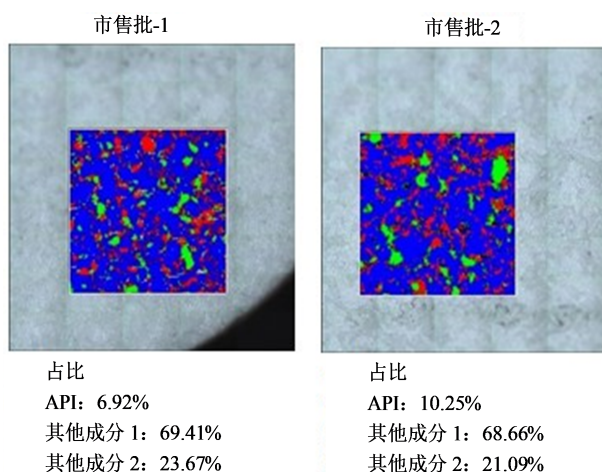 市售批-1
市售批-2
占比
API：6.92%
其他成分 1：69.41%
其他成分 2：23.67%
占比
API：10.25%
其他成分 1：68.66%
其他成分 2：21.09%